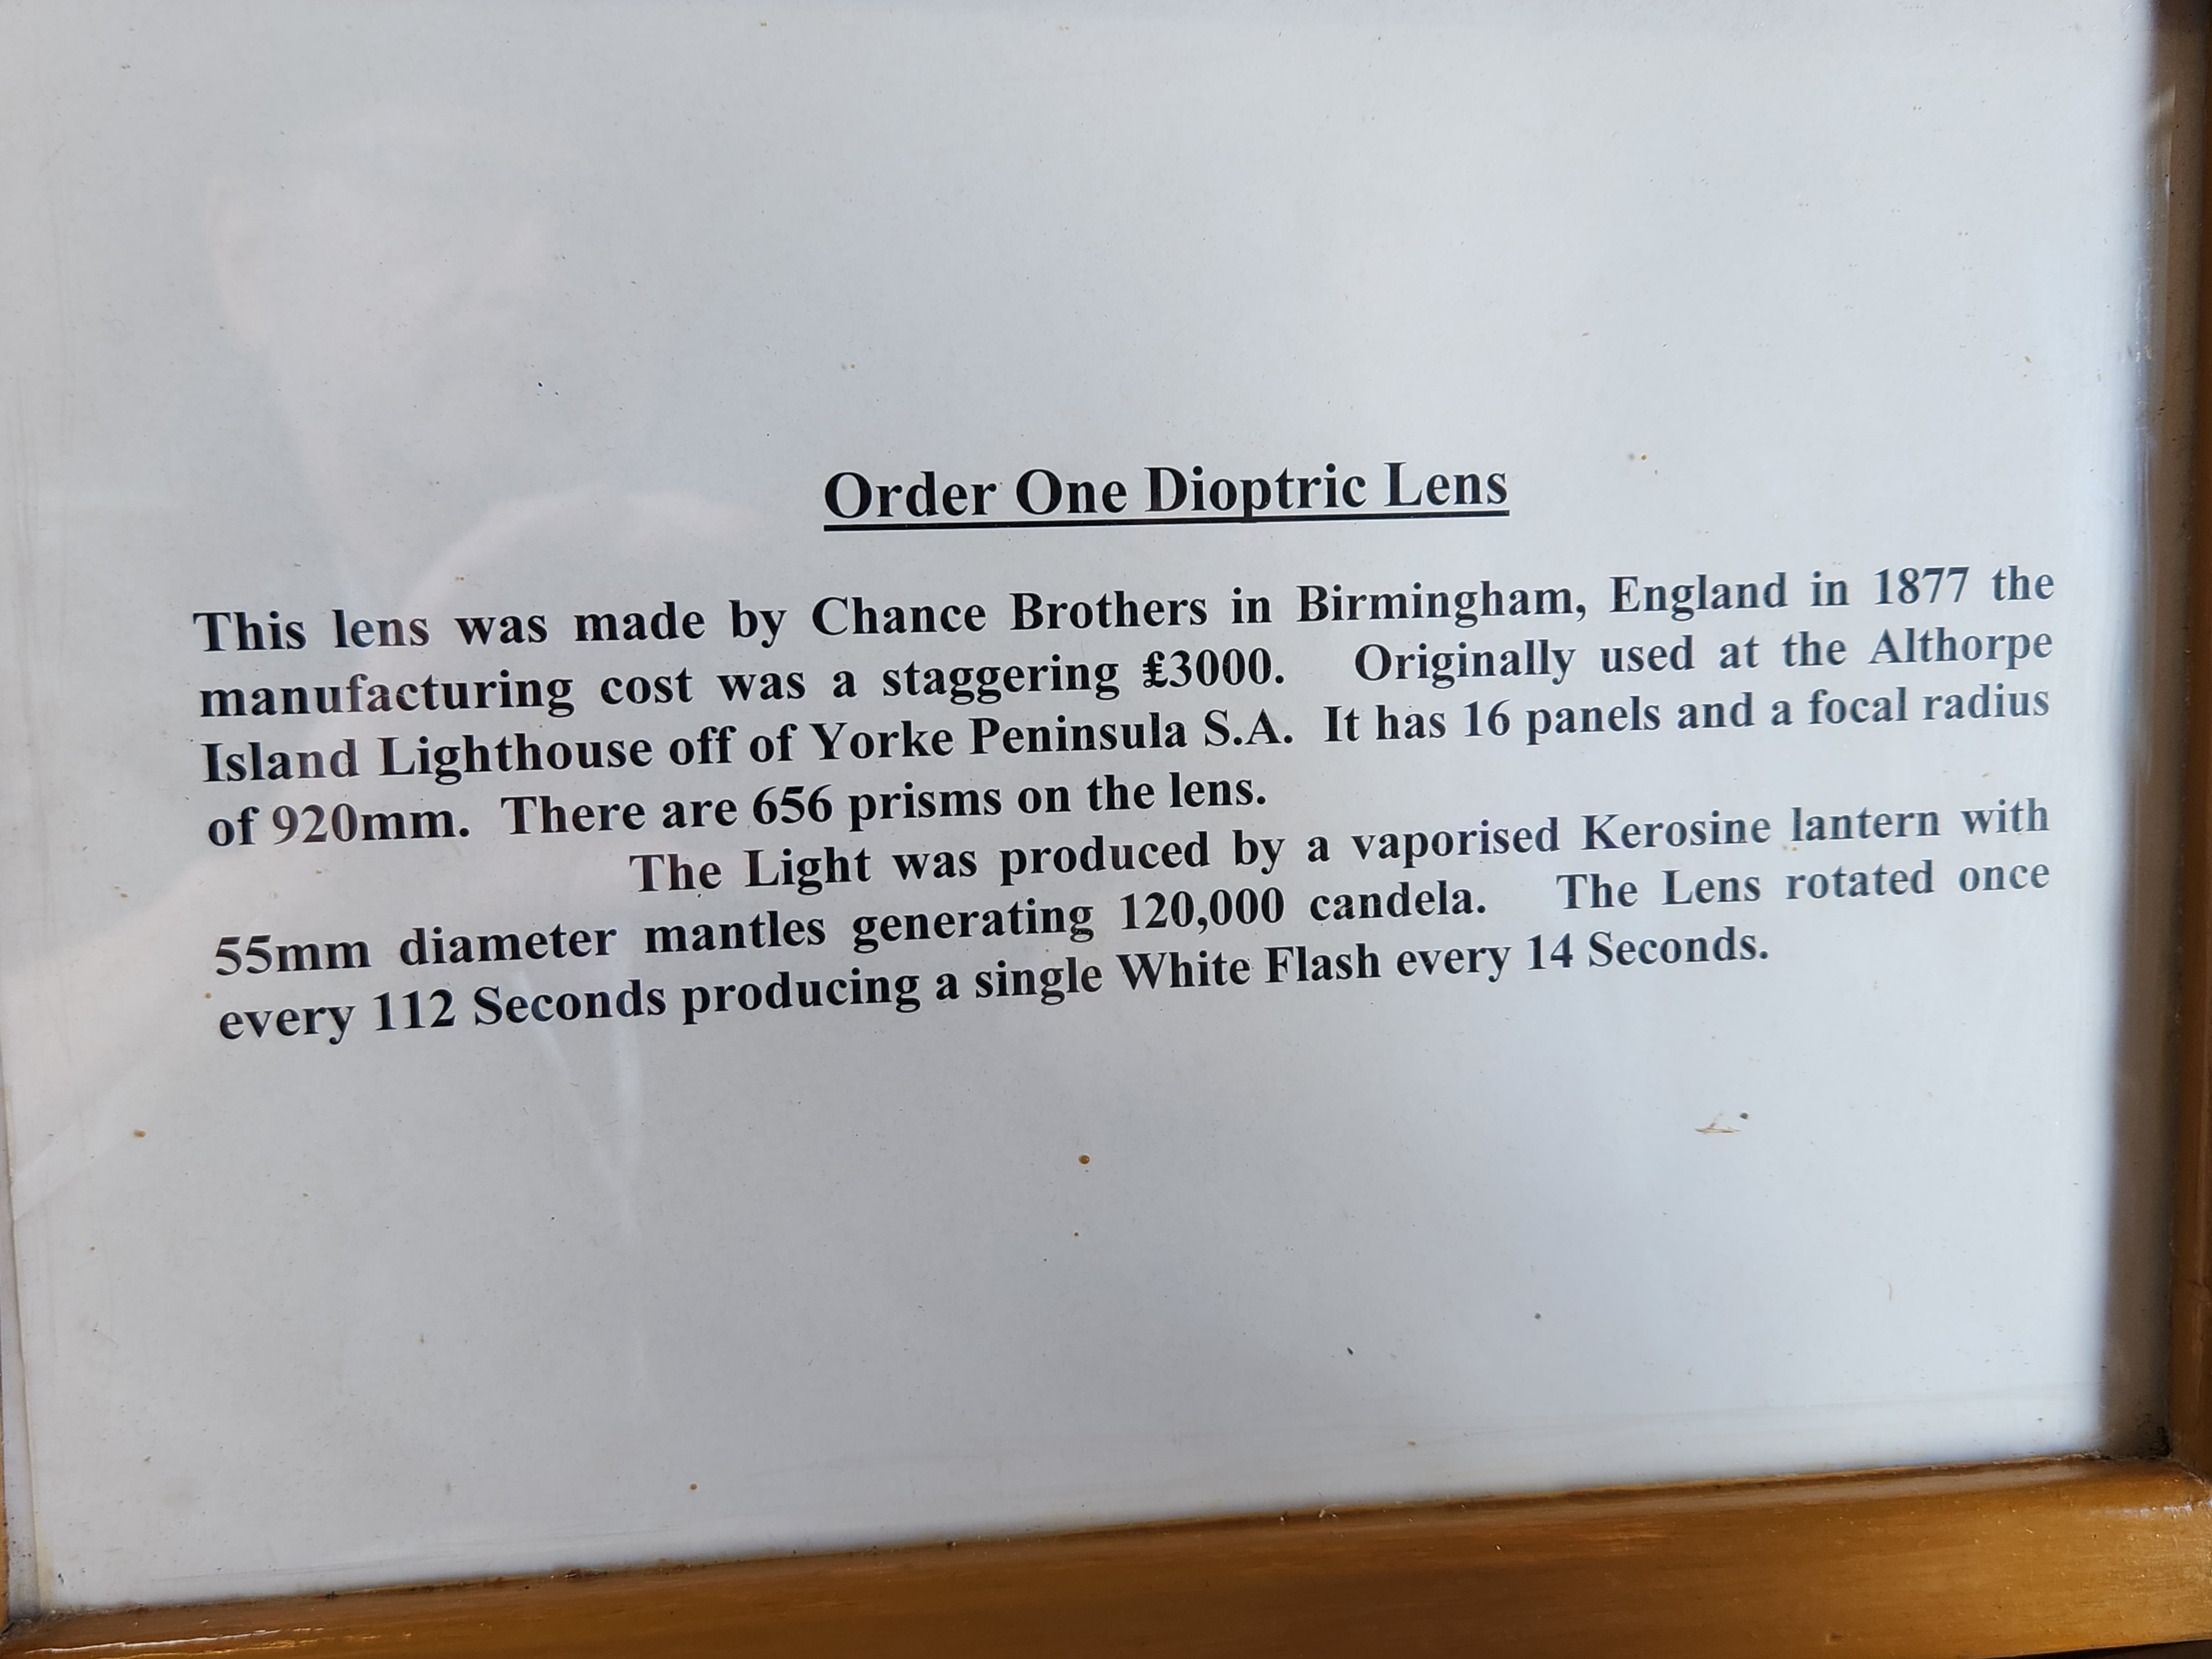 Order One Dioptric Lens
This lens was made by Chance Brothers in Birmingham, England in 1877 the
manufacturing cost was a staggering £3000. Originally used at the Althorpe
Island Lighthouse off of Yorke Peninsula S.A. It has 16 panels and a focal radius
of 920mm. There are 656 prisms on the lens.
The Light was produced by a vaporised Kerosine lantern with
55mm diameter mantles generating 120,000 candela. The Lens rotated once
every 112 Seconds producing a single White Flash every 14 Seconds.